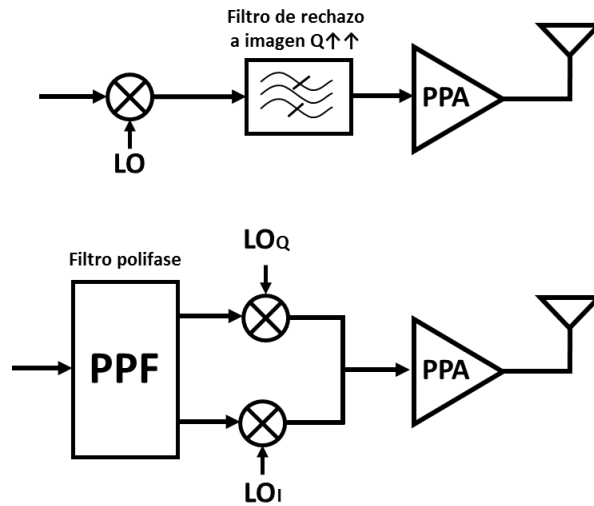 Filtro de rechazo
a imagen Q↑↑
PPA
LO
LOQ
Filtro polifase
PPF
PPA
LOI